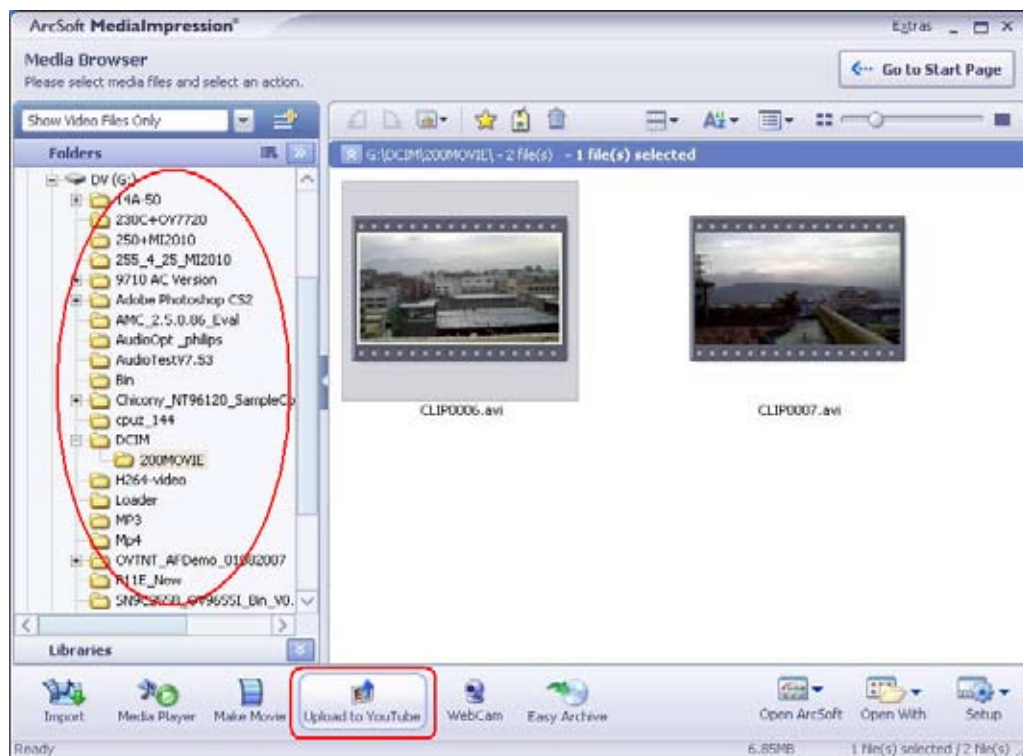 ArcSoft MediaImpression®
Extras
Media Browser
Please select media files and select an action.
Go to Start Page
Show Video Files Only
Folders
G:\DCIM\200MOVIE\ - 2 file(s) - 1 file(s) selected
DV (G:)
14A-50
230C+OV7720
250+MI2010
255_4_25_MI2010
9710 AC Version
Adobe Photoshop CS2
AMC_2.5.0.86_Eval
AudioOpt _philips
AudioTestV7.53
Bin
Chicony_NT96120_SampleCo
cpuz_144
DCIM
200MOVIE
H264-video
Loader
MP3
Mp4
OVTNT_AFDemo_01082007
R11E_New
CLIP0006.avi
CLIP0007.avi
Libraries
Import
Media Player
Make Movie
Upload to YouTube
WebCam
Easy Archive
Open ArcSoft
Open With
Setup
Ready
6.85MB
1 file(s) selected / 2 file(s)